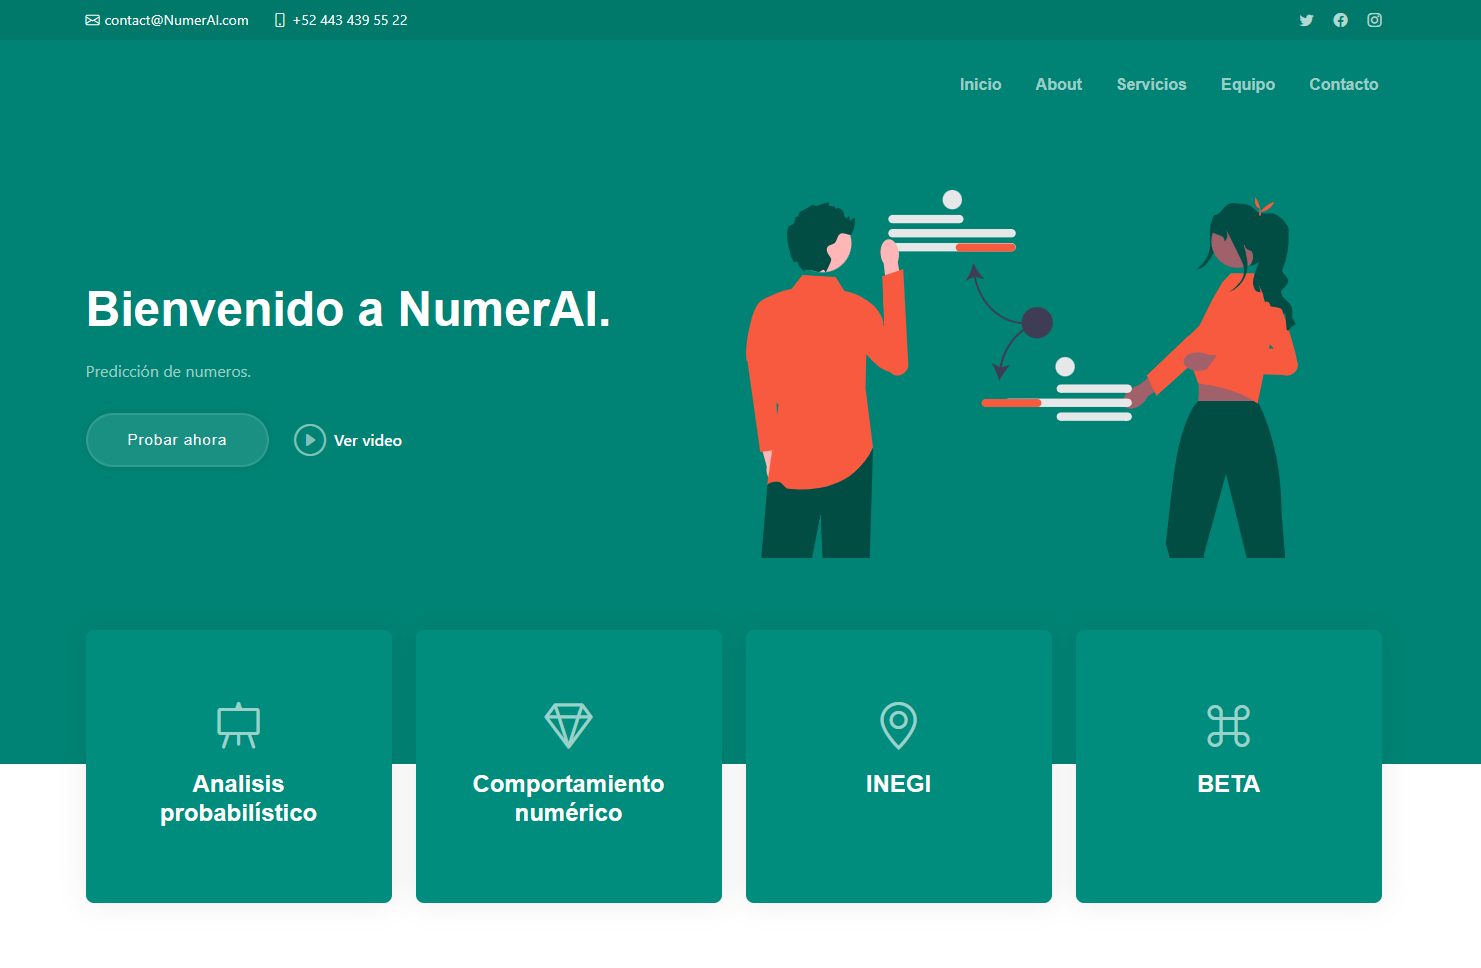 contact@NumerAI.com +52 443 439 55 22
Inicio About Servicios Equipo Contacto
Bienvenido a NumerAI.
Predicción de numeros.
Probar ahora Ver video
Analisis
probabilístico
Comportamiento
numérico
INEGI
BETA